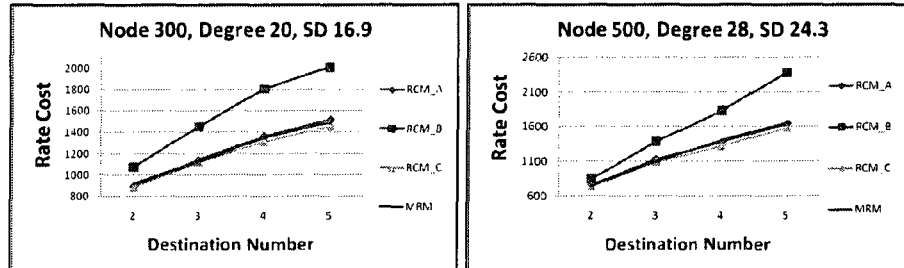 Node 300, Degree 20, SD 16.9
Rate Cost
2000
1800
1600
1400
1200
1000
800
2 3 4 5
Destination Number
RCM_A
RCM_B
RCM_C
MRM
Node 500, Degree 28, SD 24.3
Rate Cost
2600
2100
1600
1100
600
2 3 4 5
Destination Number
RCM_A
RCM_B
RCM_C
MRM